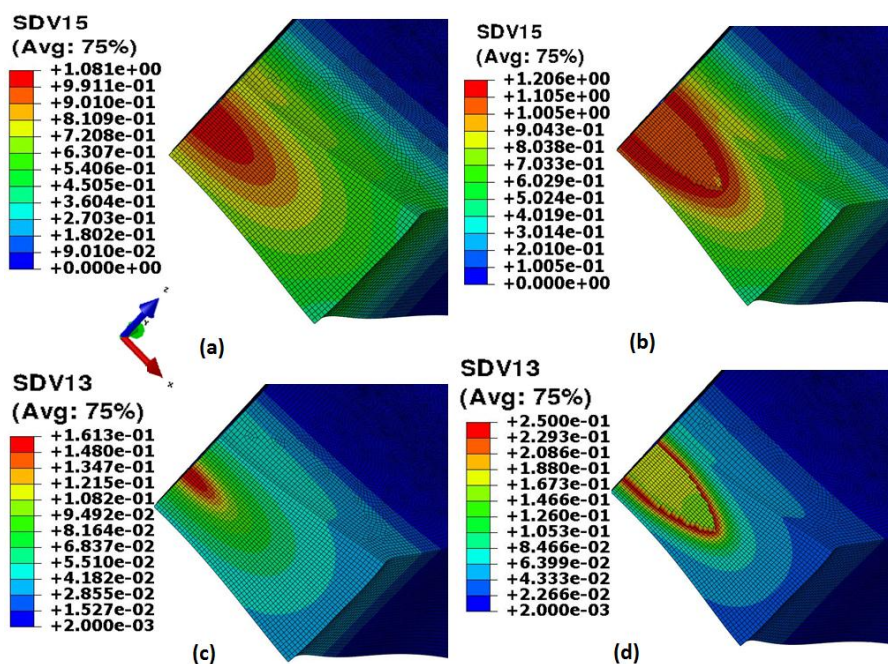 SDV15
(Avg: 75%)
+1.081e+00
+9.911e-01
+9.010e-01
+8.109e-01
+7.208e-01
+6.307e-01
+5.406e-01
+4.505e-01
+3.604e-01
+2.703e-01
+1.802e-01
+9.010e-02
+0.000e+00
Z
Y
X
(a)
SDV15
(Avg: 75%)
+1.206e+00
+1.105e+00
+1.005e+00
+9.043e-01
+8.038e-01
+7.033e-01
+6.029e-01
+5.024e-01
+4.019e-01
+3.014e-01
+2.010e-01
+1.005e-01
+0.000e+00
(b)
SDV13
(Avg: 75%)
+1.613e-01
+1.480e-01
+1.347e-01
+1.215e-01
+1.082e-01
+9.492e-02
+8.164e-02
+6.837e-02
+5.510e-02
+4.182e-02
+2.855e-02
+1.527e-02
+2.000e-03
(c)
SDV13
(Avg: 75%)
+2.500e-01
+2.293e-01
+2.086e-01
+1.880e-01
+1.673e-01
+1.466e-01
+1.260e-01
+1.053e-01
+8.466e-02
+6.399e-02
+4.333e-02
+2.266e-02
+2.000e-03
(d)